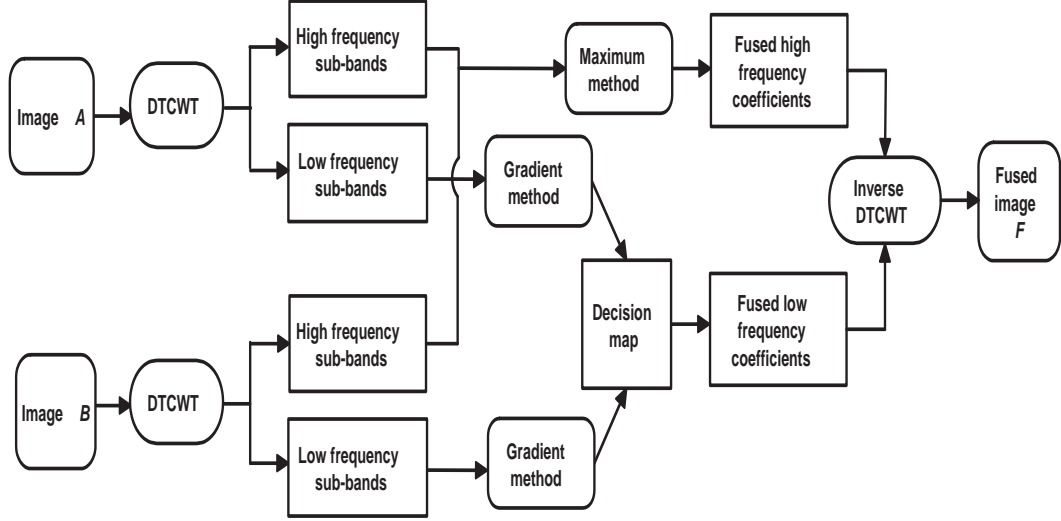 Image A
DTCWT
High frequency
sub-bands
Low frequency
sub-bands
Maximum
method
Fused high
frequency
coefficients
Gradient
method
Inverse
DTCWT
Fused
image
F
Decision
map
Fused low
frequency
coefficients
Image B
DTCWT
High frequency
sub-bands
Low frequency
sub-bands
Gradient
method